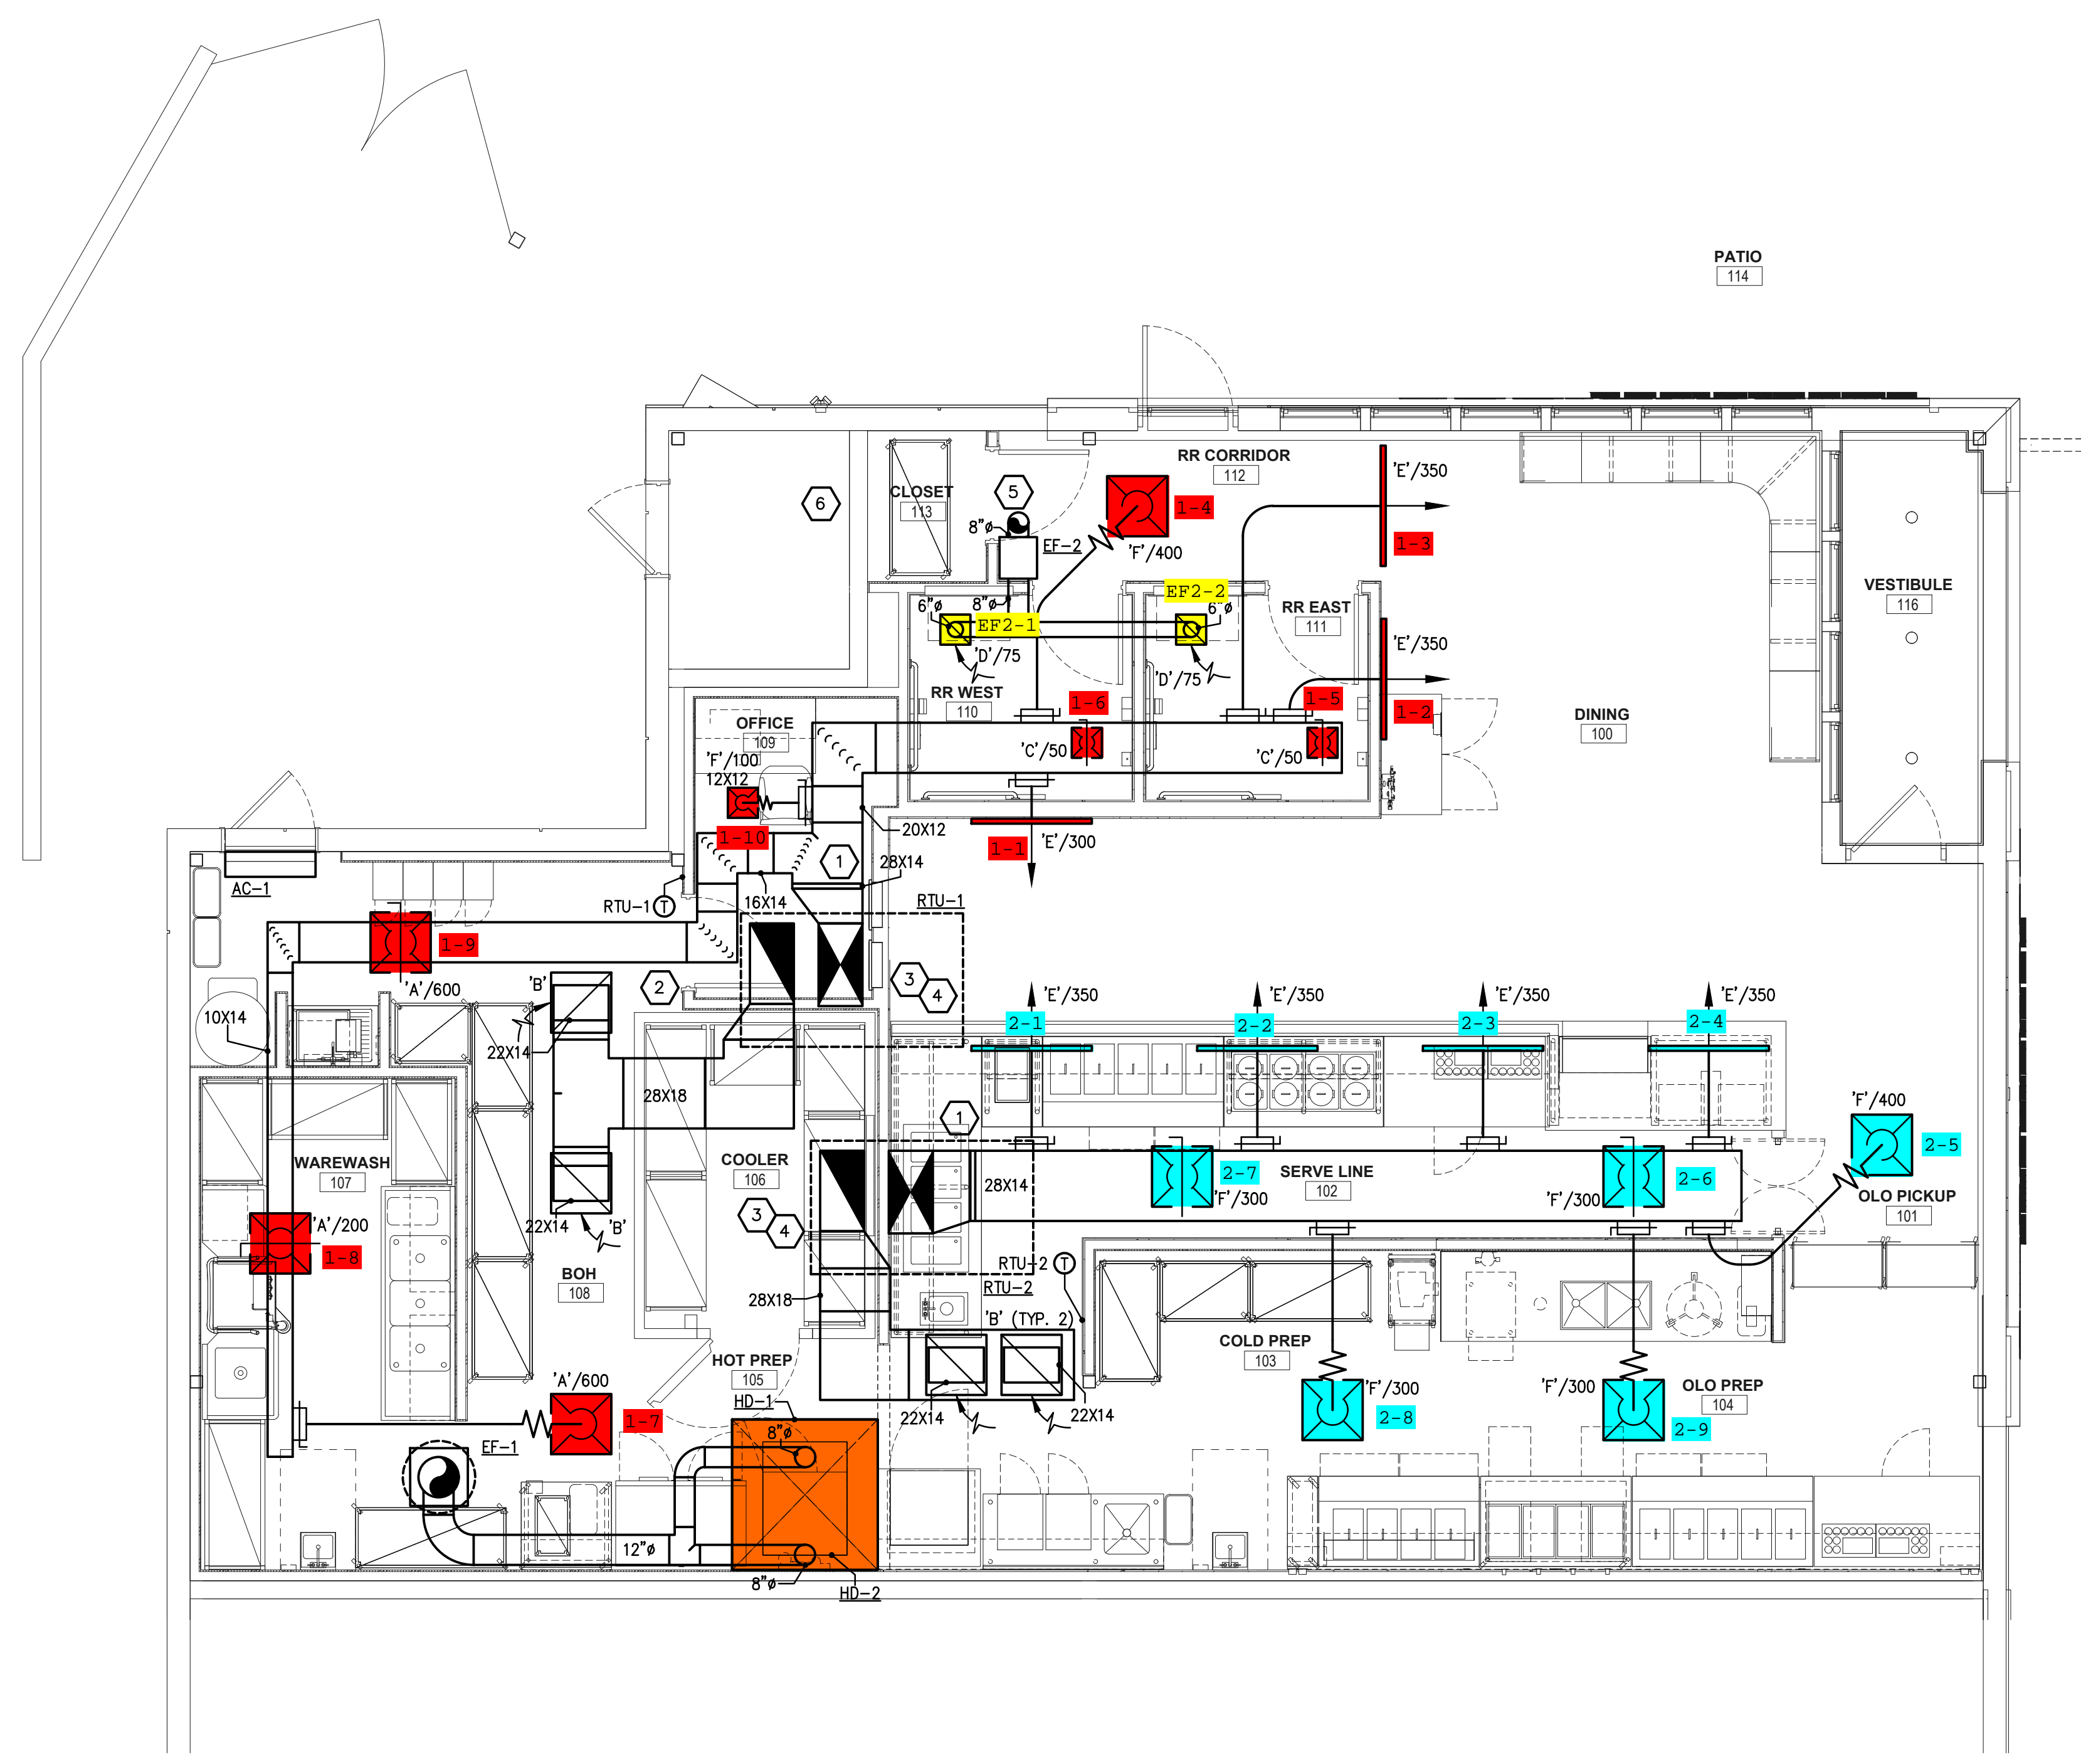 PATIO
114
RR CORRIDOR
112
'E'/350
1-4
CLOSET
113
5
6
8"ø
EF-2
'F'/400
1-3
VESTIBULE
116
EF2-2
6"ø
8"ø
6"ø
EF2-1
RR EAST
111
'E'/350
'D'/75
'D'/75
RR WEST
110
1-6
1-5
1-2
DINING
100
OFFICE
109
'C'/50
'C'/50
'F'/100
12X12
1-10
20X12
'E'/300
1-1
1
28X14
AC-1
RTU-1
T
16X14
RTU-1
1-9
'A'/600
'B'
2
3
4
'E'/350
'E'/350
'E'/350
'E'/350
10X14
2-1
2-2
2-3
2-4
22X14
28X18
1
'F'/400
2-5
WAREWASH
107
COOLER
106
28X14
2-7
SERVE LINE
102
2-6
'F'/300
'F'/300
OLO PICKUP
101
'A'/200
1-8
22X14
'B'
3
4
RTU-2
T
BOH
108
RTU-2
28X18
'B' (TYP. 2)
COLD PREP
103
HOT PREP
105
'A'/600
1-7
HD-1
'F'/300
2-8
'F'/300
OLO PREP
104
2-9
22X14
22X14
EF-1
8"ø
12"ø
8"ø
HD-2